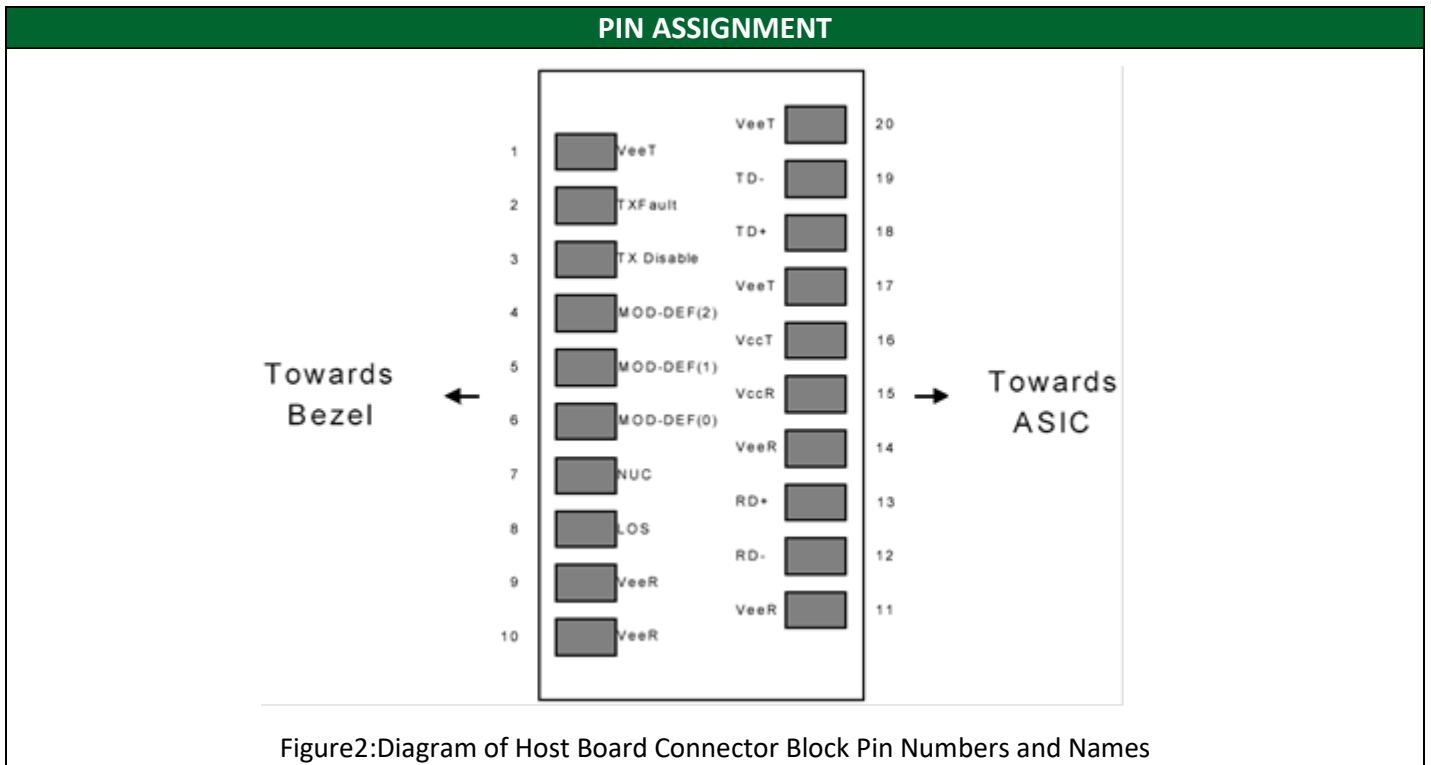 PIN ASSIGNMENT
1 VeeT
2 TXFault
3 TX Disable
4 MOD-DEF(2)
5 MOD-DEF(1)
6 MOD-DEF(0)
7 NUC
8 LOS
9 VeeR
10 VeeR
Towards
Bezel
VeeT 20
TD- 19
TD+ 18
VeeT 17
VccT 16
VccR 15
VeeR 14
RD+ 13
RD- 12
VeeR 11
Towards
ASIC
Figure2:Diagram of Host Board Connector Block Pin Numbers and Names